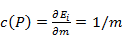 c(P) = ∂E_i/∂m = 1/m